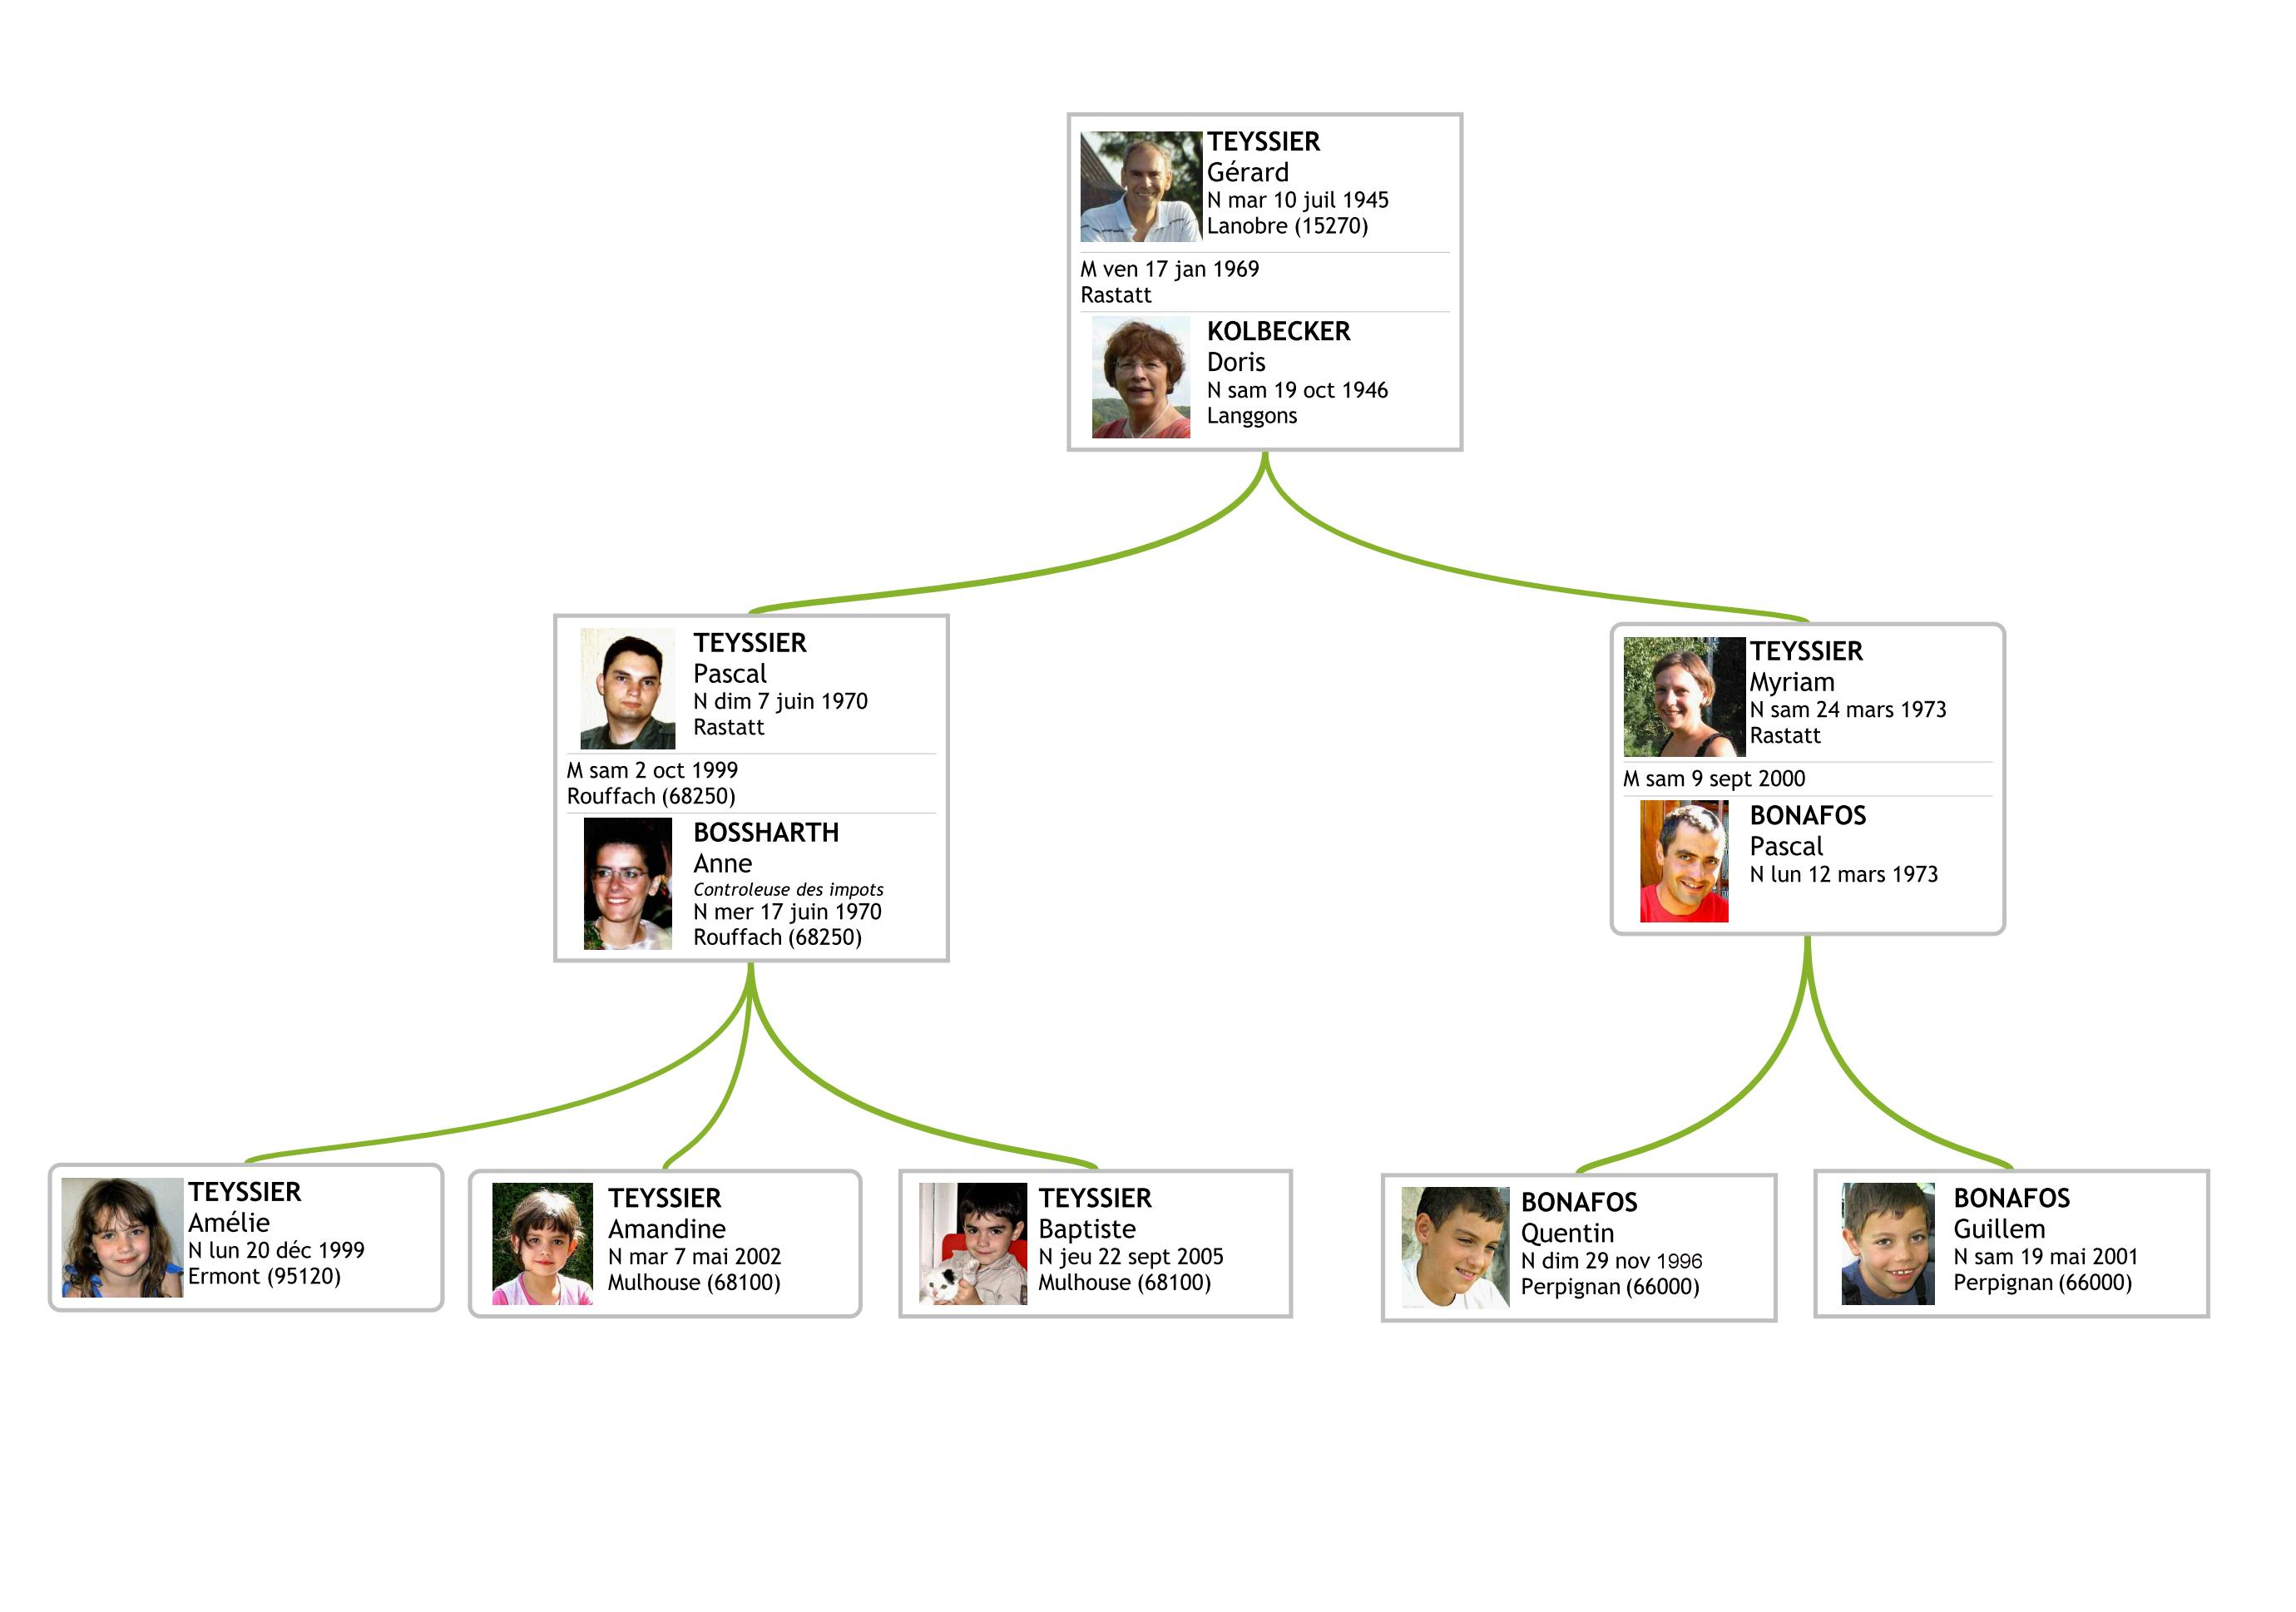 TEYSSIER
Gérard
N mar 10 juil 1945
Lanobre (15270)
M ven 17 jan 1969
Rastatt
KOLBECKER
Doris
N sam 19 oct 1946
Langgons
TEYSSIER
Pascal
N dim 7 juin 1970
Rastatt
M sam 2 oct 1999
Rouffach (68250)
BOSSHARTH
Anne
Controleuse des impots
N mer 17 juin 1970
Rouffach (68250)
TEYSSIER
Myriam
N sam 24 mars 1973
Rastatt
M sam 9 sept 2000
BONAFOS
Pascal
N lun 12 mars 1973
TEYSSIER
Amélie
N lun 20 déc 1999
Ermont (95120)
TEYSSIER
Amandine
N mar 7 mai 2002
Mulhouse (68100)
TEYSSIER
Baptiste
N jeu 22 sept 2005
Mulhouse (68100)
BONAFOS
Quentin
N dim 29 nov 1996
Perpignan (66000)
BONAFOS
Guillem
N sam 19 mai 2001
Perpignan (66000)